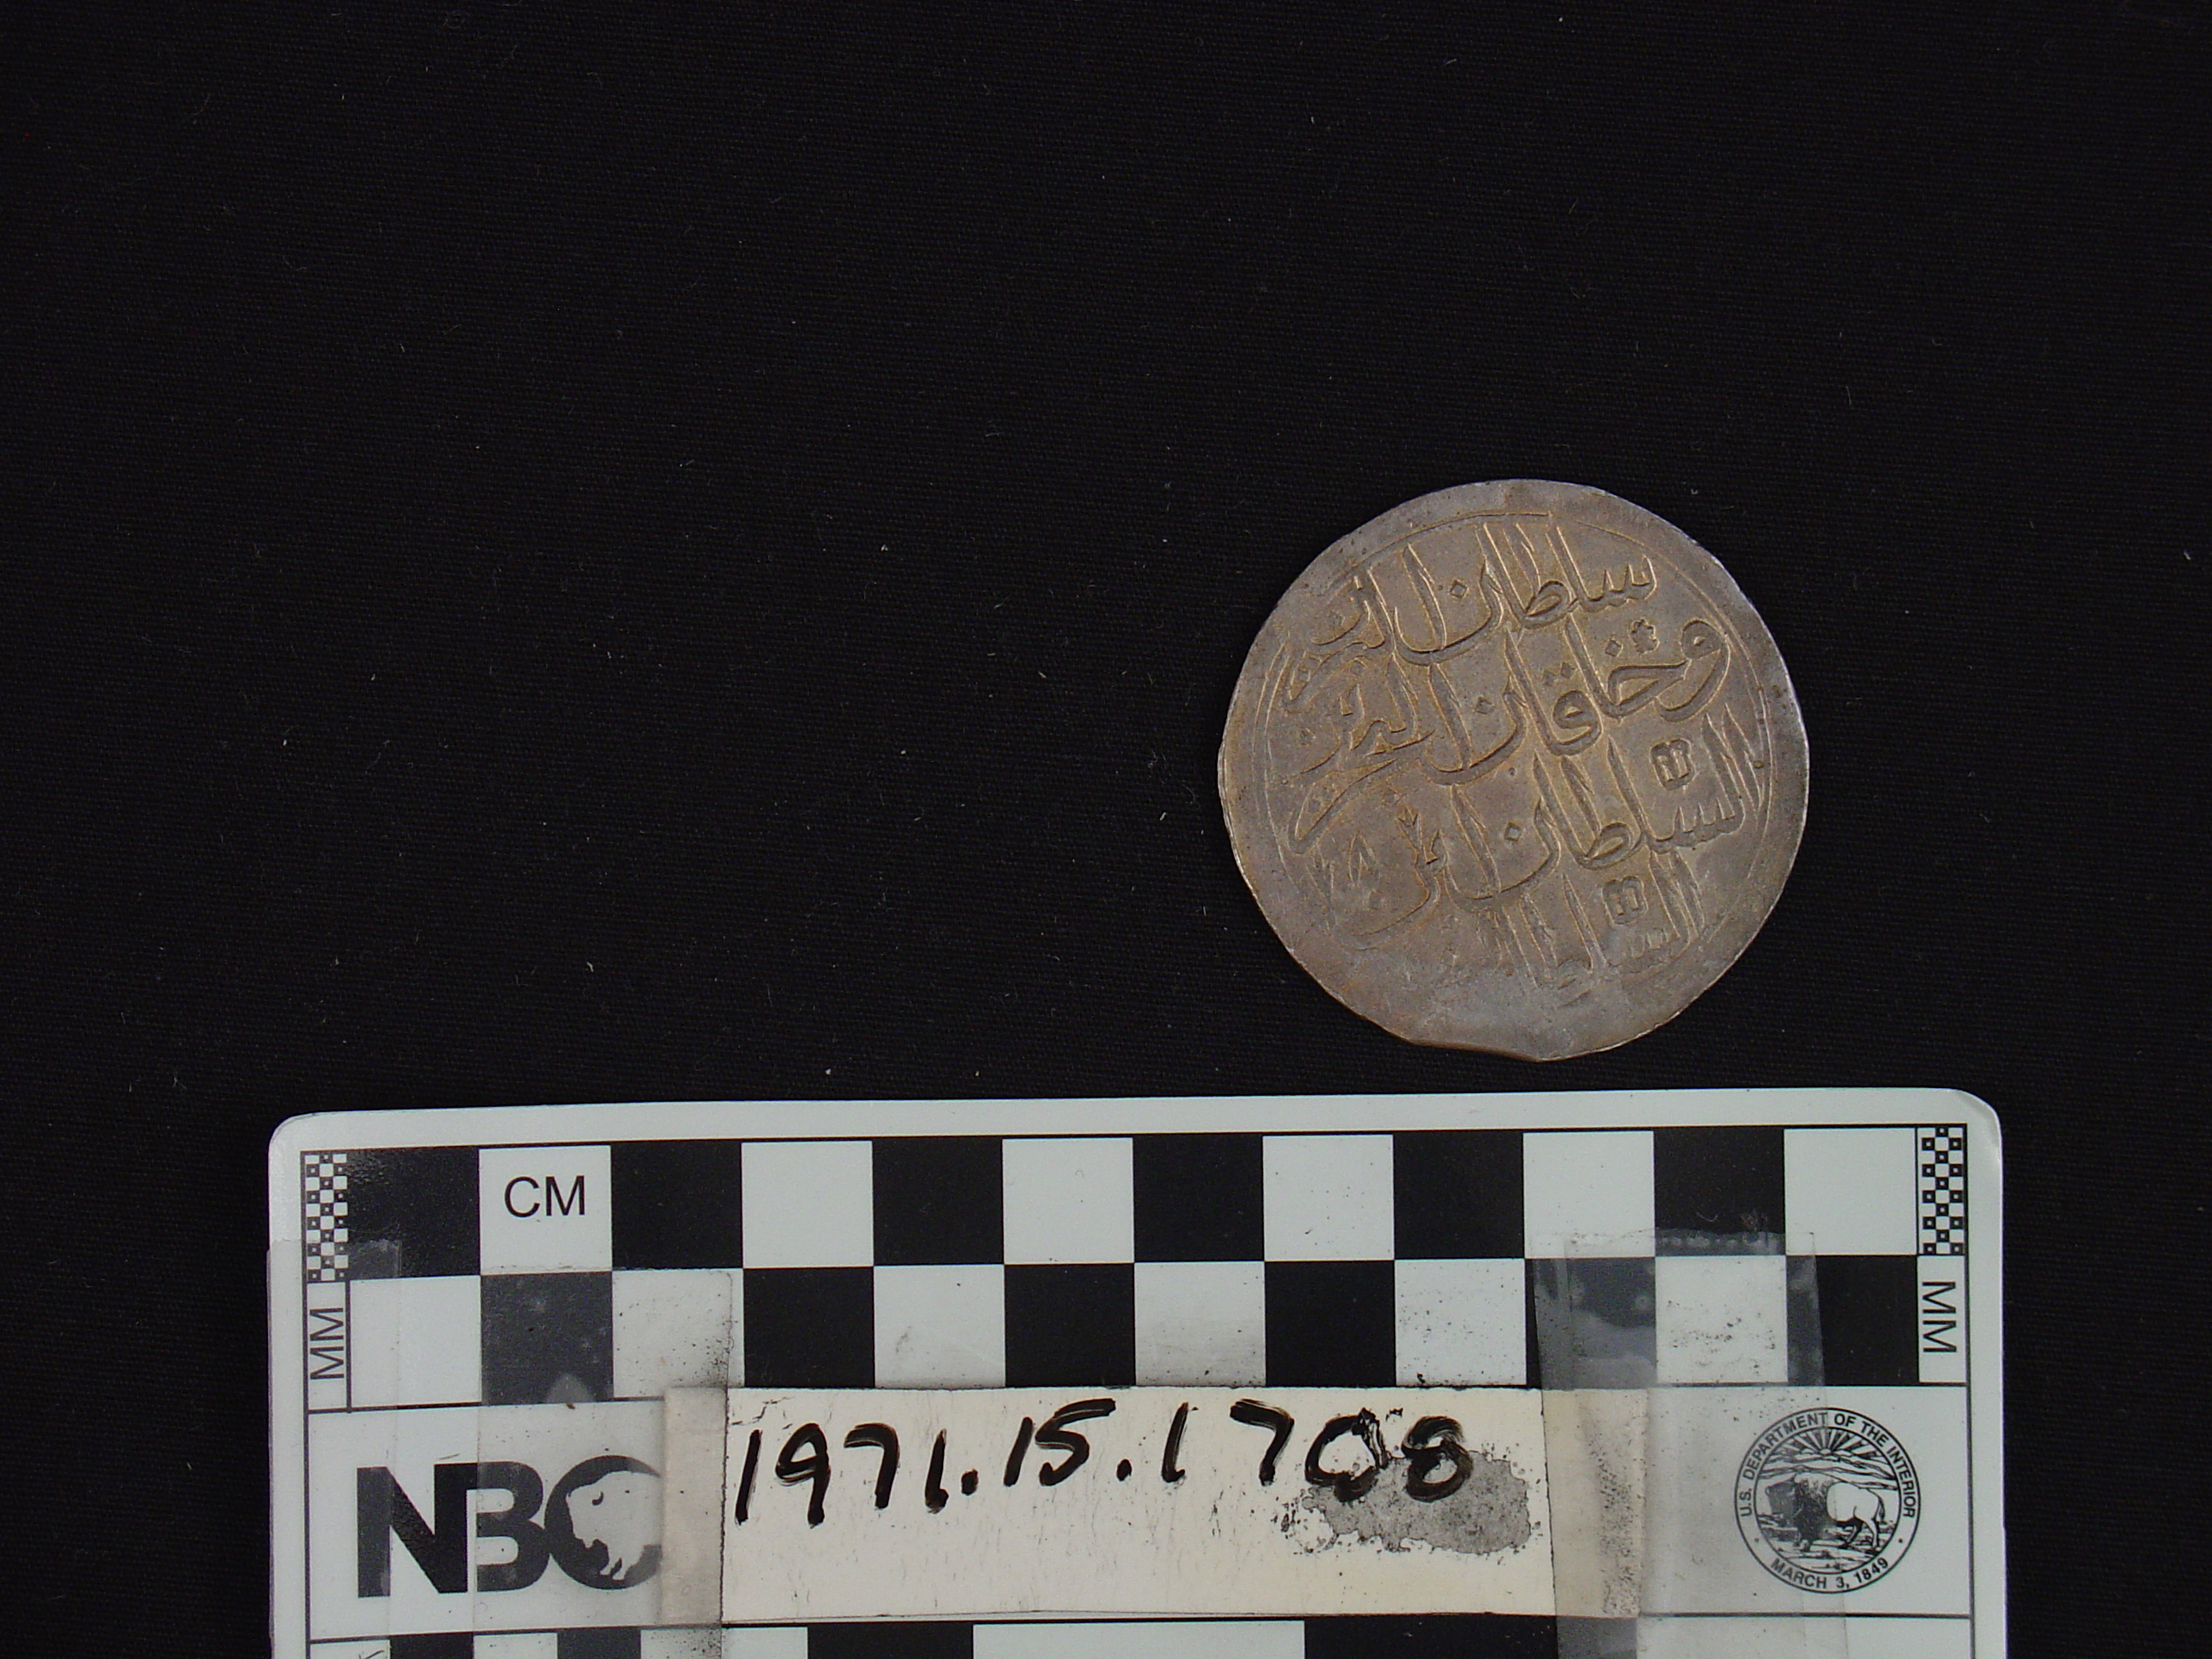 سلطان البرين
وخاقان البحرين
السلطان ابن
السلطان
CM
MM
MM
NBC
1971.15.1708
U.S. DEPARTMENT OF THE INTERIOR
MARCH 3, 1849